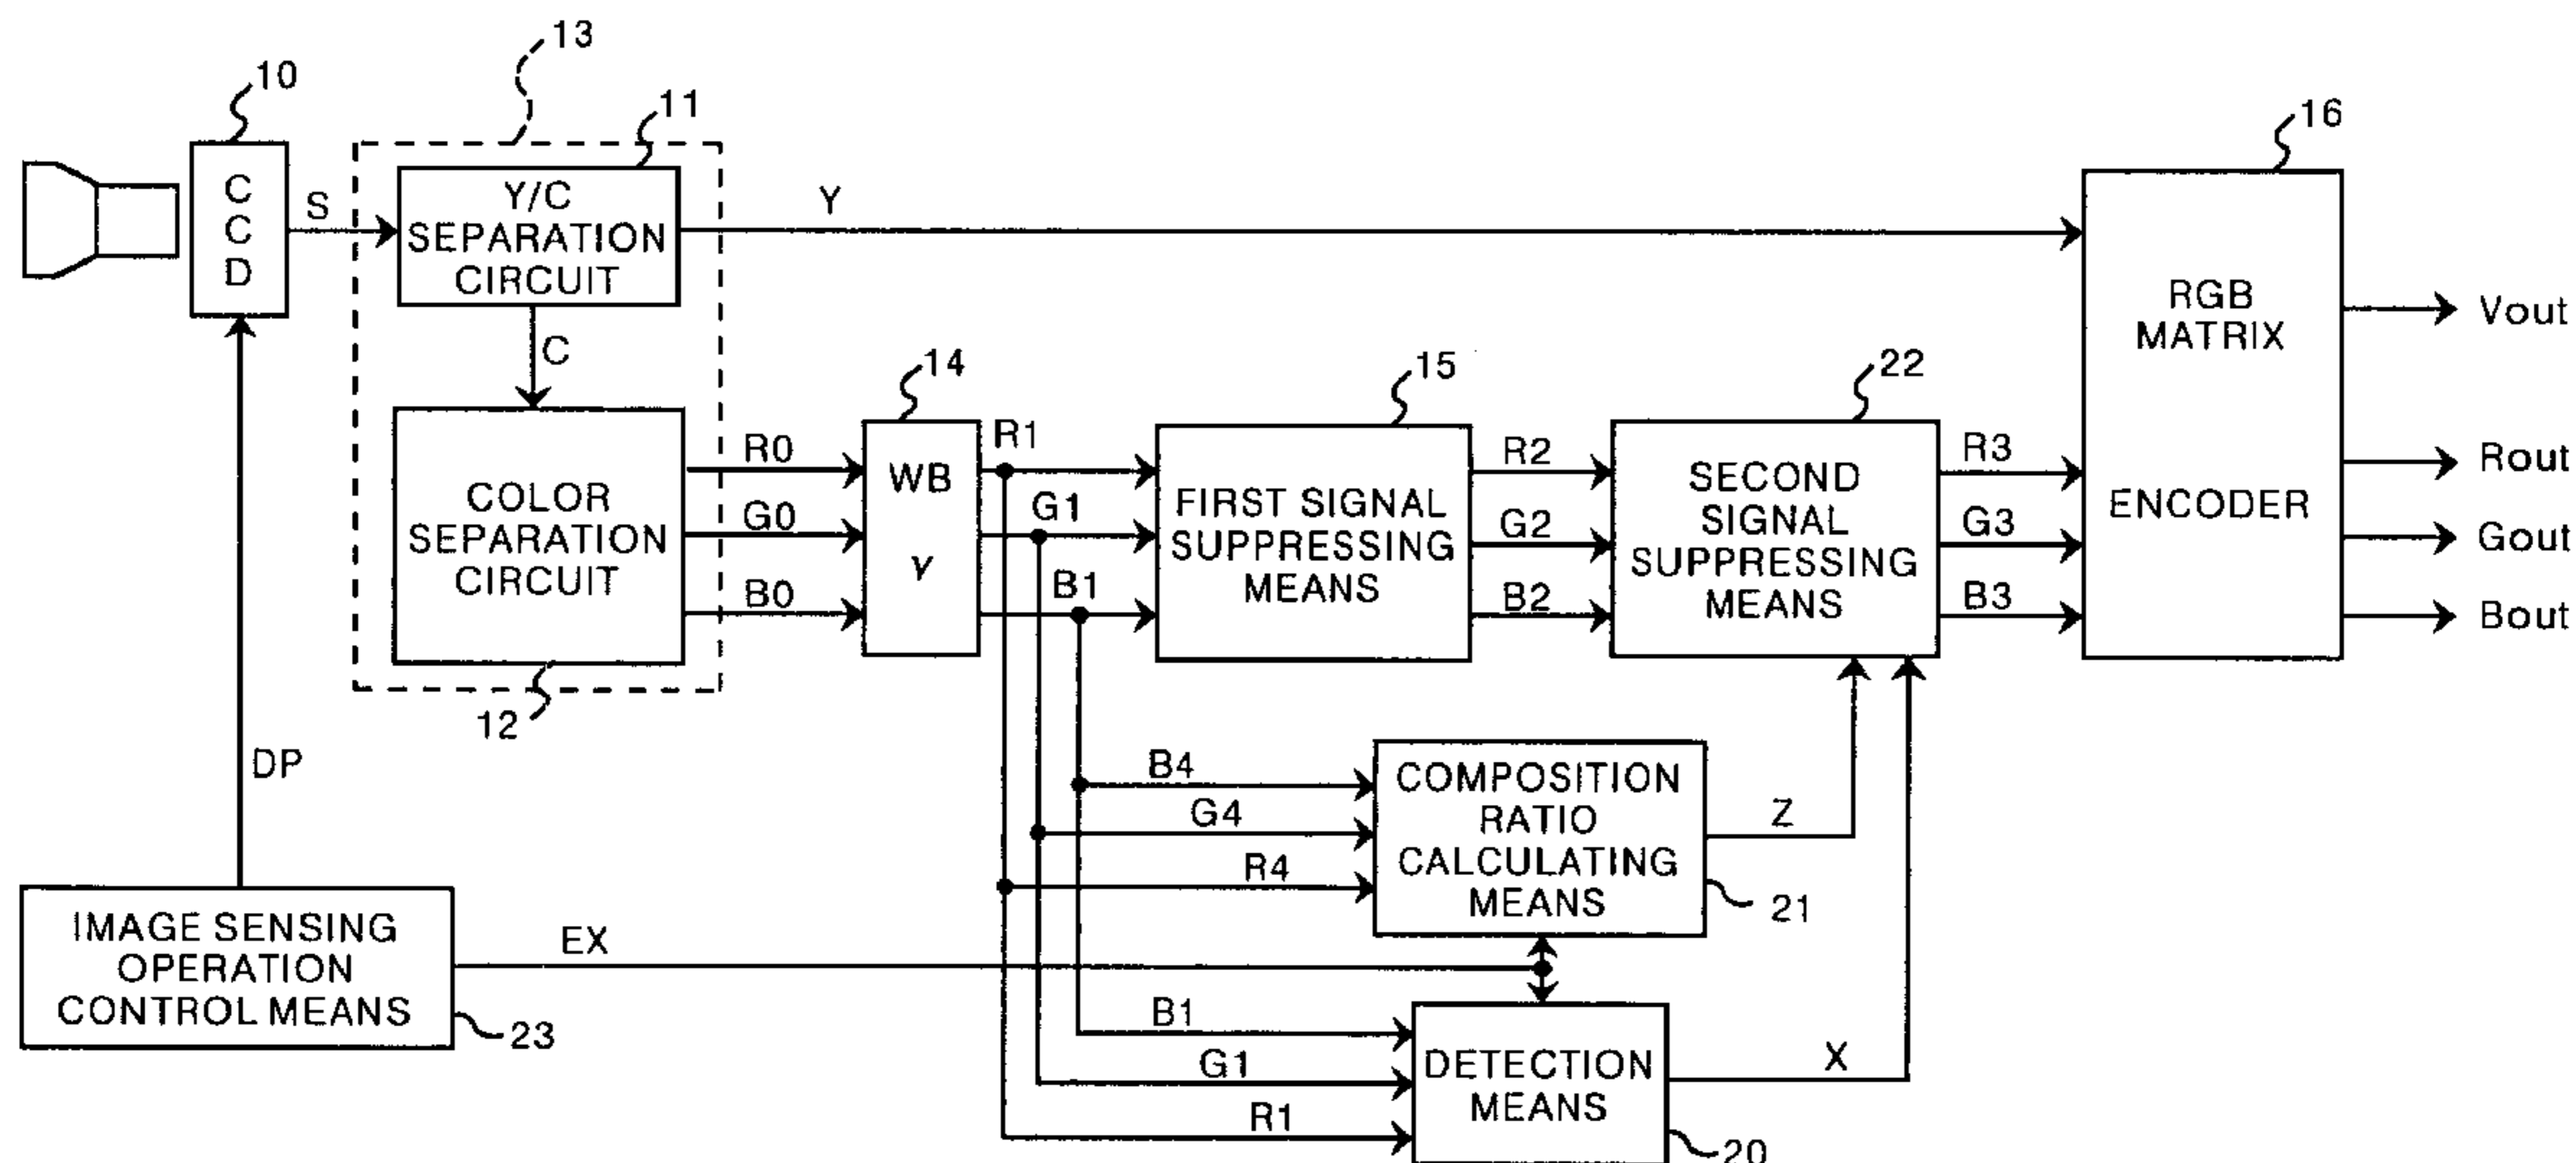 13
10
11
16
C
C
D
S
Y/C
SEPARATION
CIRCUIT
Y
RGB
MATRIX
ENCODER
Vout
Rout
Gout
Bout
C
14
15
22
COLOR
SEPARATION
CIRCUIT
R0
G0
B0
WB
γ
R1
G1
B1
FIRST SIGNAL
SUPPRESSING
MEANS
R2
G2
B2
SECOND
SIGNAL
SUPPRESSING
MEANS
R3
G3
B3
12
DP
B4
G4
R4
COMPOSITION
RATIO
CALCULATING
MEANS
Z
21
IMAGE SENSING
OPERATION
CONTROL MEANS
23
EX
B1
G1
R1
DETECTION
MEANS
X
20